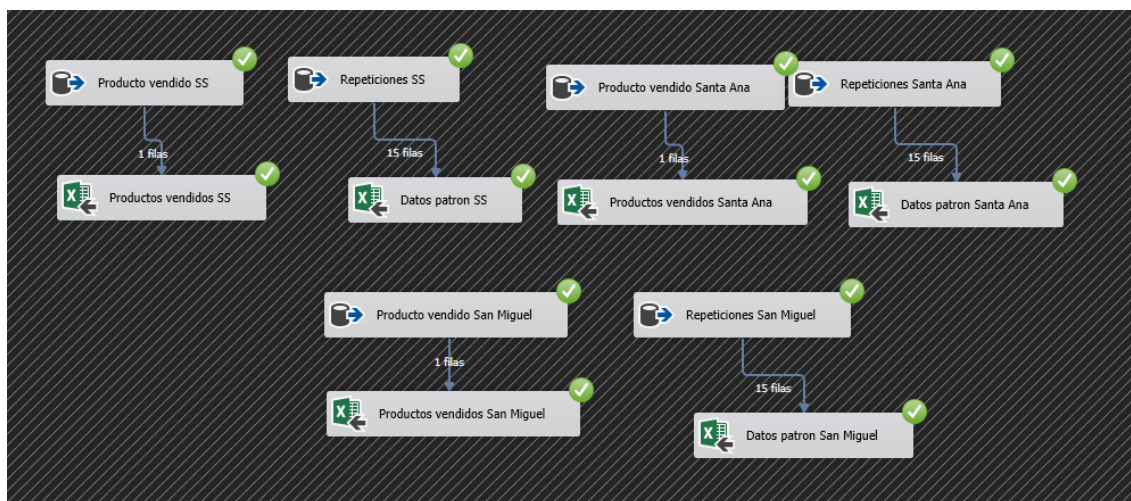 Producto vendido SS
Repeticiones SS
Producto vendido Santa Ana
Repeticiones Santa Ana
1 filas
15 filas
1 filas
15 filas
Productos vendidos SS
Datos patron SS
Productos vendidos Santa Ana
Datos patron Santa Ana
Producto vendido San Miguel
Repeticiones San Miguel
1 filas
15 filas
Productos vendidos San Miguel
Datos patron San Miguel